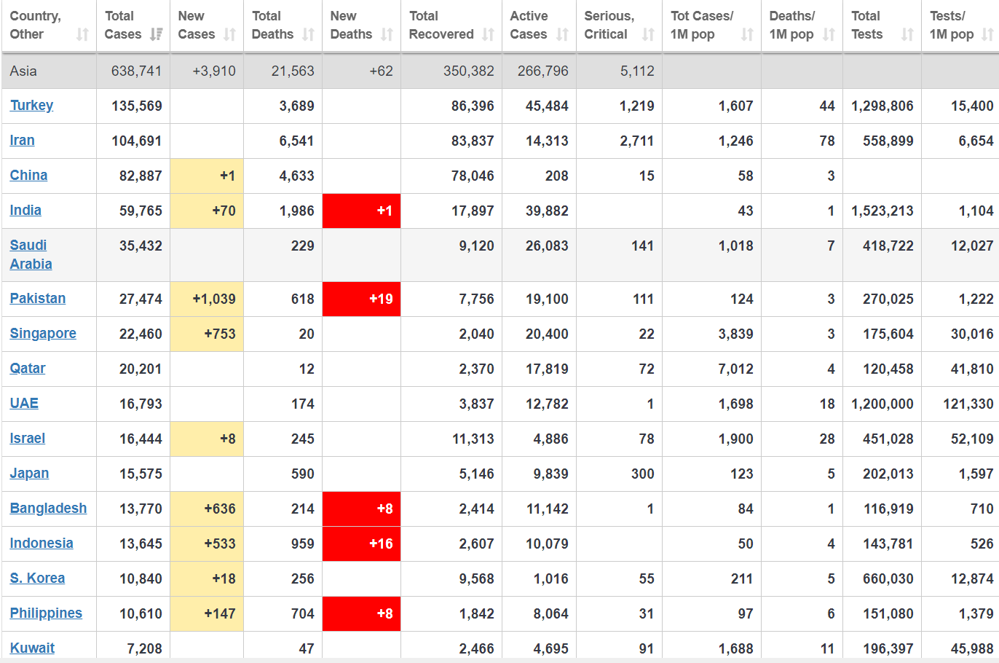 Country, Other Total Cases New Cases Total Deaths New Deaths Total Recovered Active Cases Serious, Critical Tot Cases/ 1M pop Deaths/ 1M pop Total Tests Tests/ 1M pop
Asia 638,741 +3,910 21,563 +62 350,382 266,796 5,112
Turkey 135,569 3,689 86,396 45,484 1,219 1,607 44 1,298,806 15,400
Iran 104,691 6,541 83,837 14,313 2,711 1,246 78 558,899 6,654
China 82,887 +1 4,633 78,046 208 15 58 3
India 59,765 +70 1,986 +1 17,897 39,882 43 1 1,523,213 1,104
Saudi Arabia 35,432 229 9,120 26,083 141 1,018 7 418,722 12,027
Pakistan 27,474 +1,039 618 +19 7,756 19,100 111 124 3 270,025 1,222
Singapore 22,460 +753 20 2,040 20,400 22 3,839 3 175,604 30,016
Qatar 20,201 12 2,370 17,819 72 7,012 4 120,458 41,810
UAE 16,793 174 3,837 12,782 1 1,698 18 1,200,000 121,330
Israel 16,444 +8 245 11,313 4,886 78 1,900 28 451,028 52,109
Japan 15,575 590 5,146 9,839 300 123 5 202,013 1,597
Bangladesh 13,770 +636 214 +8 2,414 11,142 1 84 1 116,919 710
Indonesia 13,645 +533 959 +16 2,607 10,079 50 4 143,781 526
S. Korea 10,840 +18 256 9,568 1,016 55 211 5 660,030 12,874
Philippines 10,610 +147 704 +8 1,842 8,064 31 97 6 151,080 1,379
Kuwait 7,208 47 2,466 4,695 91 1,688 11 196,397 45,988